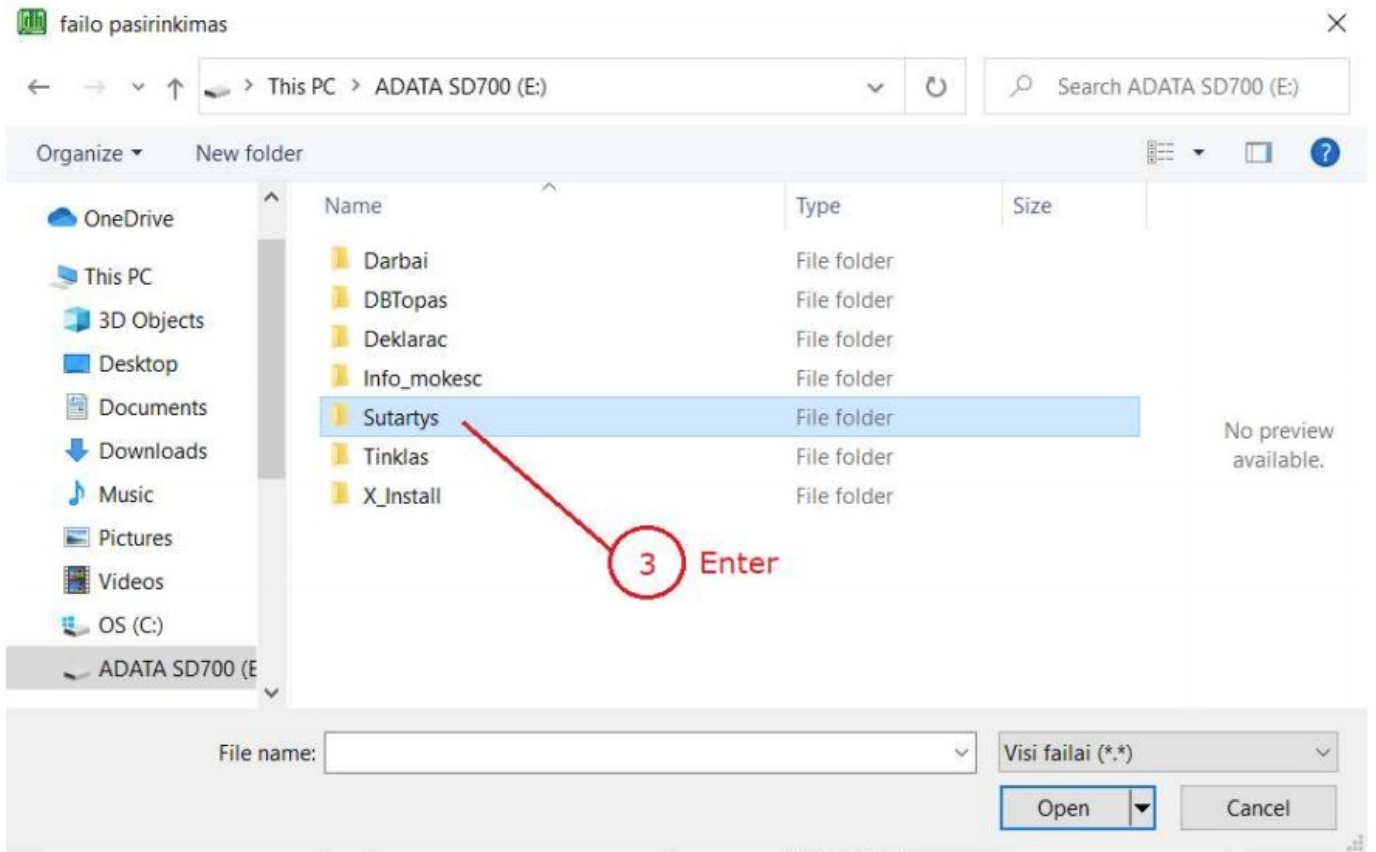 failo pasirinkimas
This PC > ADATA SD700 (E:)
Search ADATA SD700 (E:)
Organize
New folder
?
Name Type Size
OneDrive
This PC
3D Objects
Desktop
Documents
Downloads
Music
Pictures
Videos
OS (C:)
ADATA SD700 (E
Darbai File folder
DBTopas File folder
Deklarac File folder
Info_mokesc File folder
Sutartys File folder
Tinklas File folder
X_Install File folder
3 Enter
No preview
available.
File name:
Visi failai (*.*)
Open
Cancel